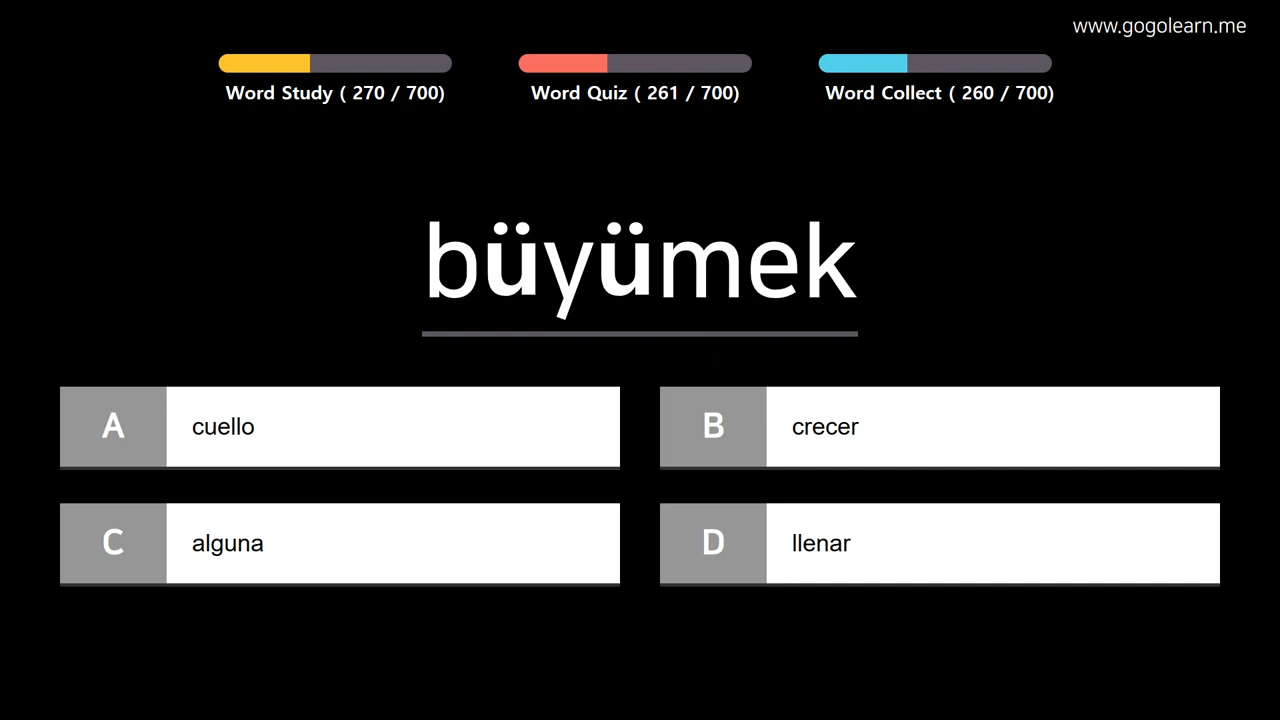 www.gogolearn.me
Word Study ( 270 / 700)
Word Quiz ( 261 / 700)
Word Collect ( 260 / 700)
büyümek
A cuello
B crecer
C alguna
D llenar